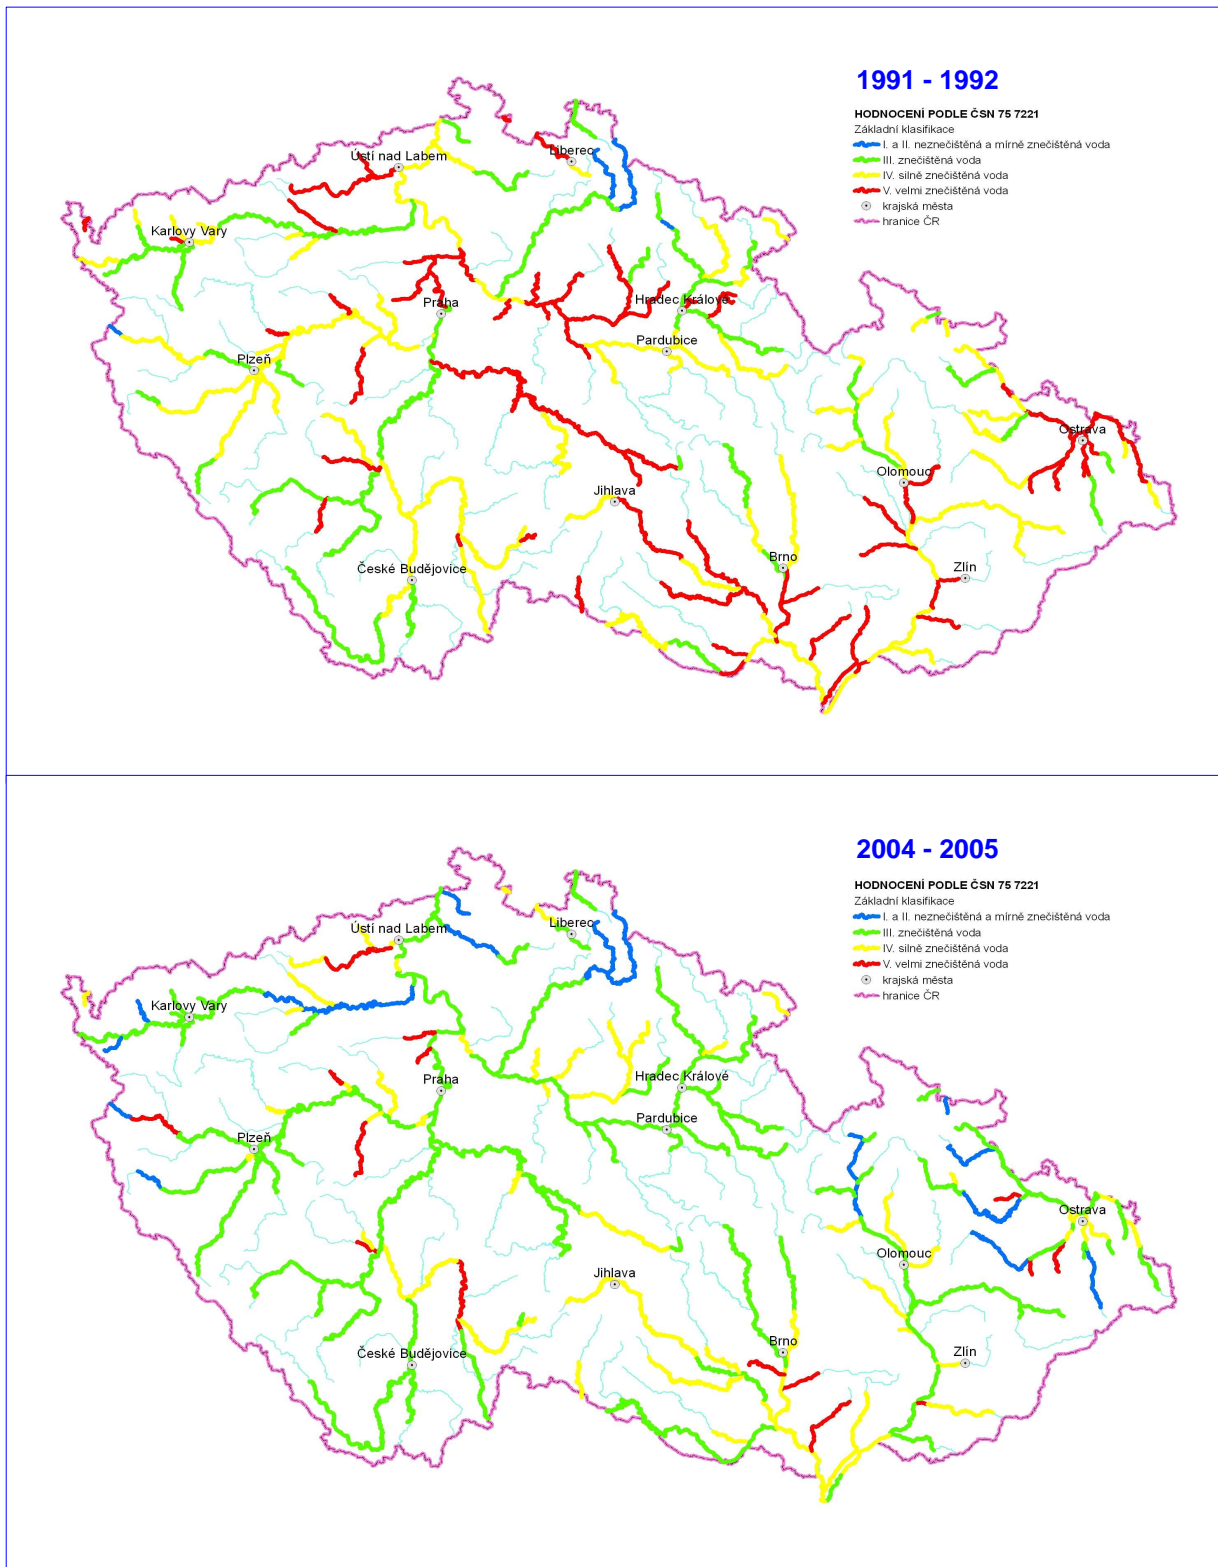 1991 - 1992
HODNOCENÍ PODLE ČSN 75 7221
Základní klasifikace
I. a II. neznečištěná a mírně znečištěná voda
III. znečištěná voda
IV. silně znečištěná voda
V. velmi znečištěná voda
krajská města
hranice ČR
Ústí nad Labem
Liberec
Karlovy Vary
Praha
Hradec Králové
Pardubice
Plzeň
Ostrava
Olomouc
Jihlava
Brno
Zlín
České Budějovice
2004 - 2005
HODNOCENÍ PODLE ČSN 75 7221
Základní klasifikace
I. a II. neznečištěná a mírně znečištěná voda
III. znečištěná voda
IV. silně znečištěná voda
V. velmi znečištěná voda
krajská města
hranice ČR
Ústí nad Labem
Liberec
Karlovy Vary
Praha
Hradec Králové
Pardubice
Plzeň
Ostrava
Olomouc
Jihlava
Brno
Zlín
České Budějovice